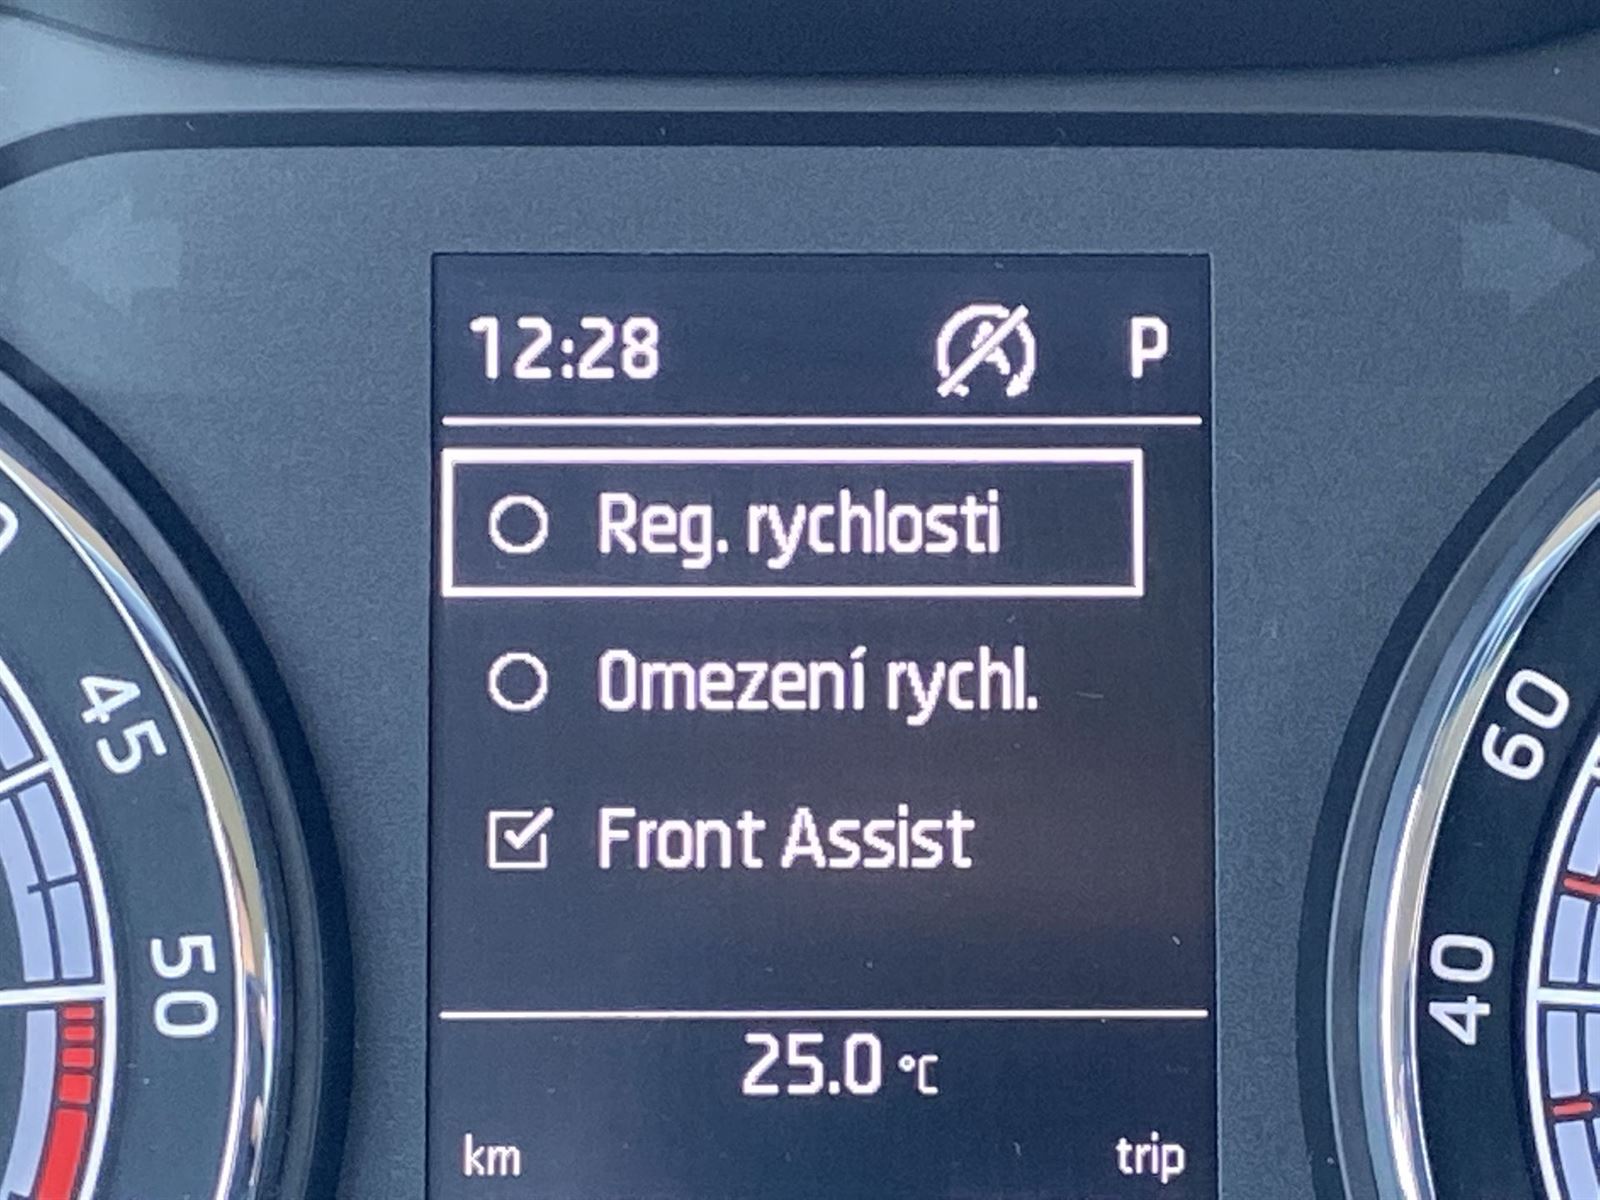 12:28 P
Reg. rychlosti
Omezení rychl.
Front Assist
25.0 °C
km trip
45
50
60
40